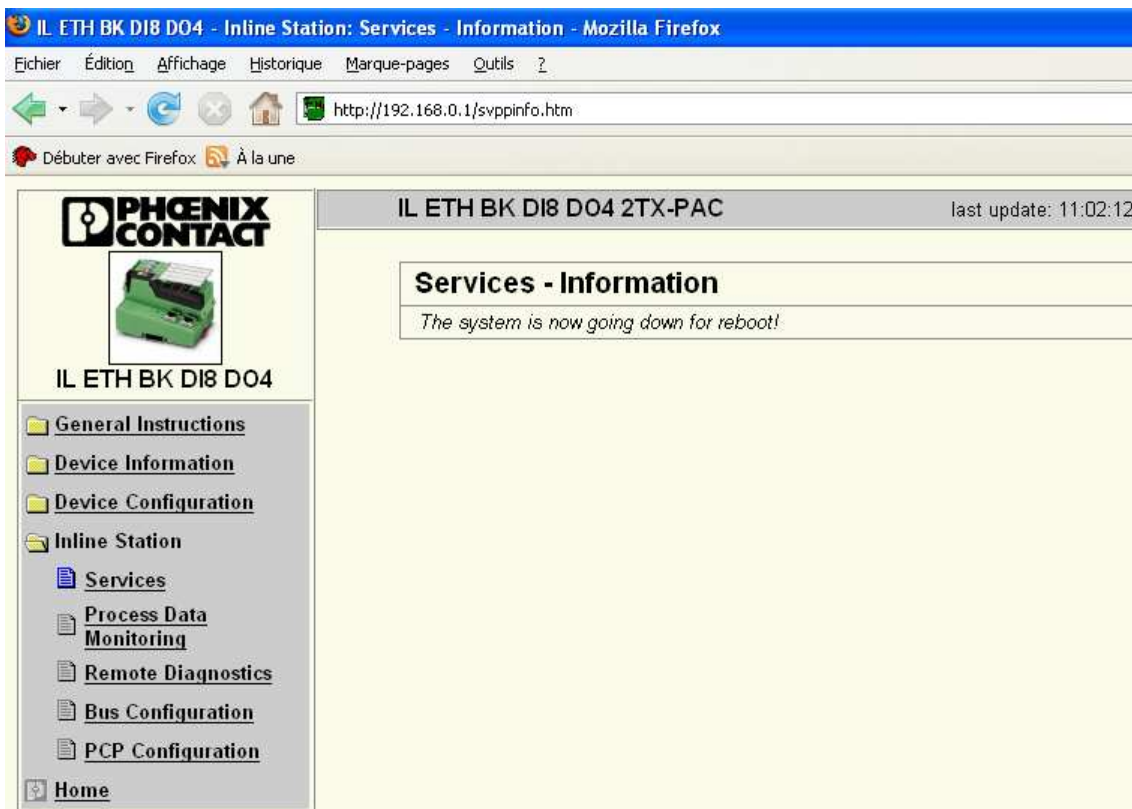 IL ETH BK DI8 DO4 - Inline Station: Services - Information - Mozilla Firefox
Fichier Édition Affichage Historique Marque-pages Outils ?
http://192.168.0.1/svppinfo.htm
Débuter avec Firefox À la une
PHŒNIX
CONTACT
IL ETH BK DI8 DO4 2TX-PAC last update: 11:02:12
Services - Information
The system is now going down for reboot!
IL ETH BK DI8 DO4
General Instructions
Device Information
Device Configuration
Inline Station
Services
Process Data
Monitoring
Remote Diagnostics
Bus Configuration
PCP Configuration
Home